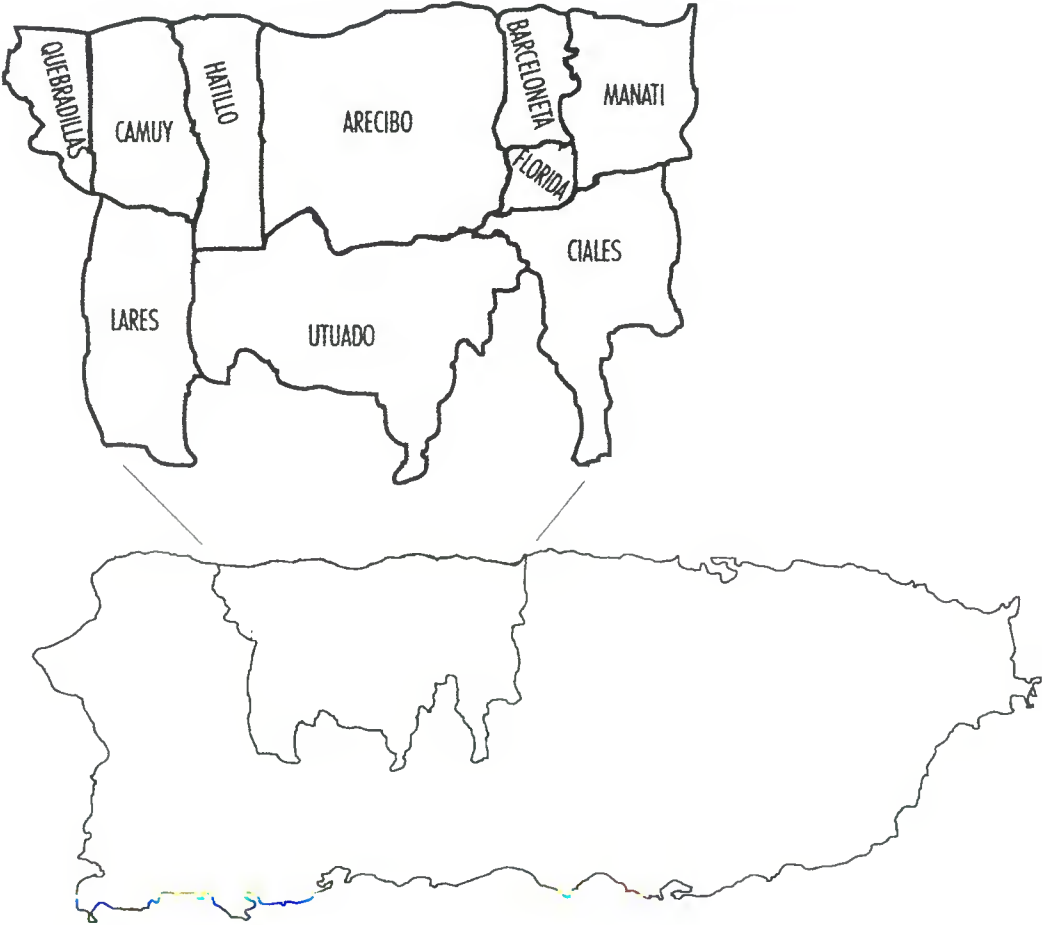 QUEBRADILLAS
CAMUY
HATILLO
ARECIBO
BARCELONETA
MANATI
FLORIDA
CIALES
LARES
UTUADO